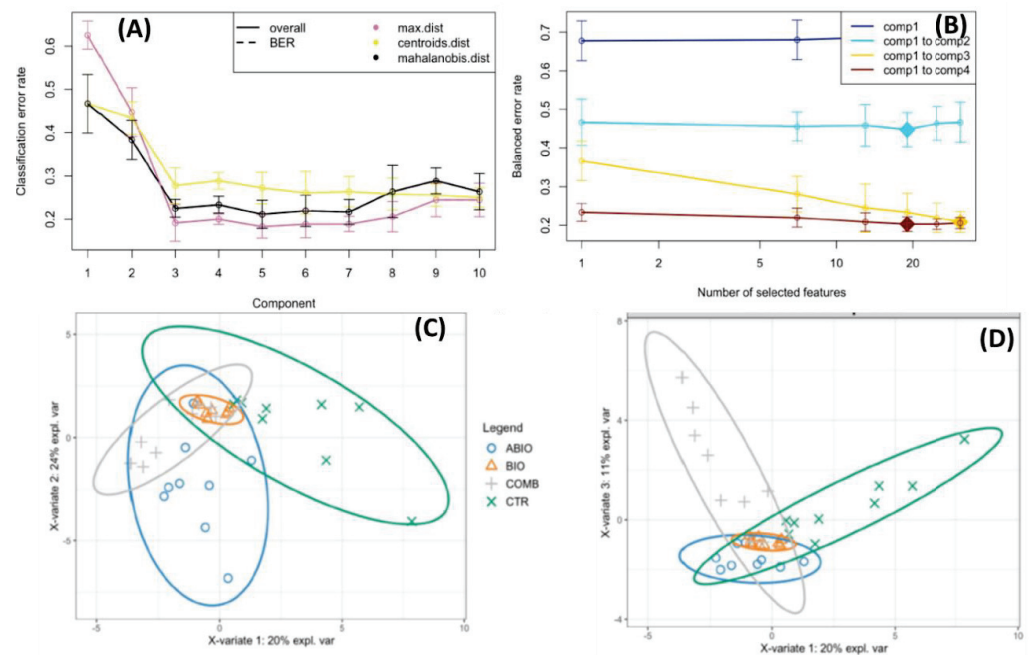 (A)
overall
BER
max.dist
centroids.dist
mahalanobis.dist
Classification error rate
0.6
0.5
0.4
0.3
0.2
1 2 3 4 5 6 7 8 9 10
Component
(B)
comp1
comp1 to comp2
comp1 to comp3
comp1 to comp4
Balanced error rate
0.7
0.6
0.5
0.4
0.3
0.2
1 2 5 10 20
Number of selected features
(C)
X-variate 2: 24% expl. var
5
0
-5
-5 0 5 10
X-variate 1: 20% expl. var
Legend
ABIO
BIO
COMB
CTR
(D)
X-variate 3: 11% expl. var
8
4
0
-4
-5 0 5 10
X-variate 1: 20% expl. var